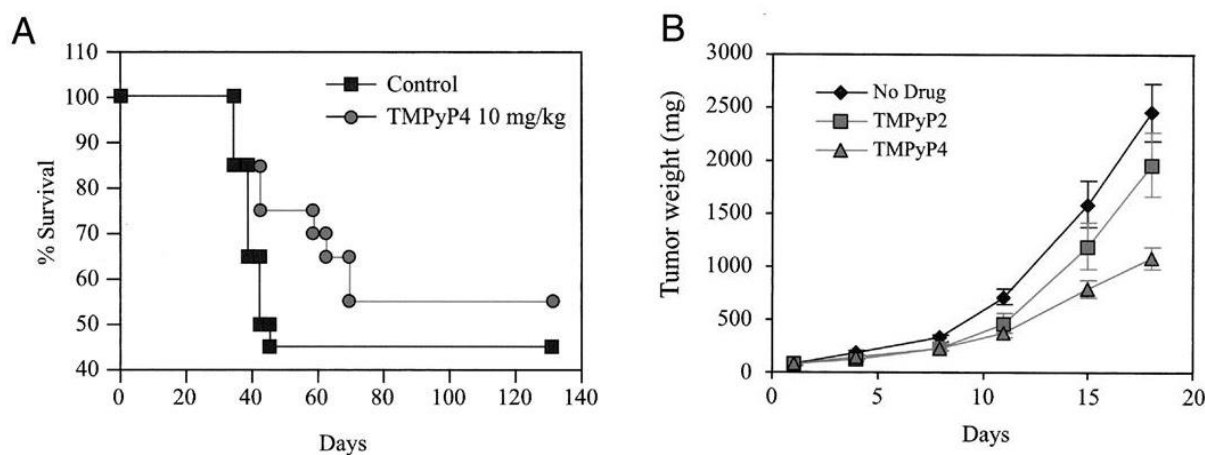 A
110
100
90
80
70
60
50
40
% Survival
Control
TMPyP4 10 mg/kg
0 20 40 60 80 100 120 140
Days
B
3000
2500
2000
1500
1000
500
0
Tumor weight (mg)
No Drug
TMPyP2
TMPyP4
0 5 10 15 20
Days